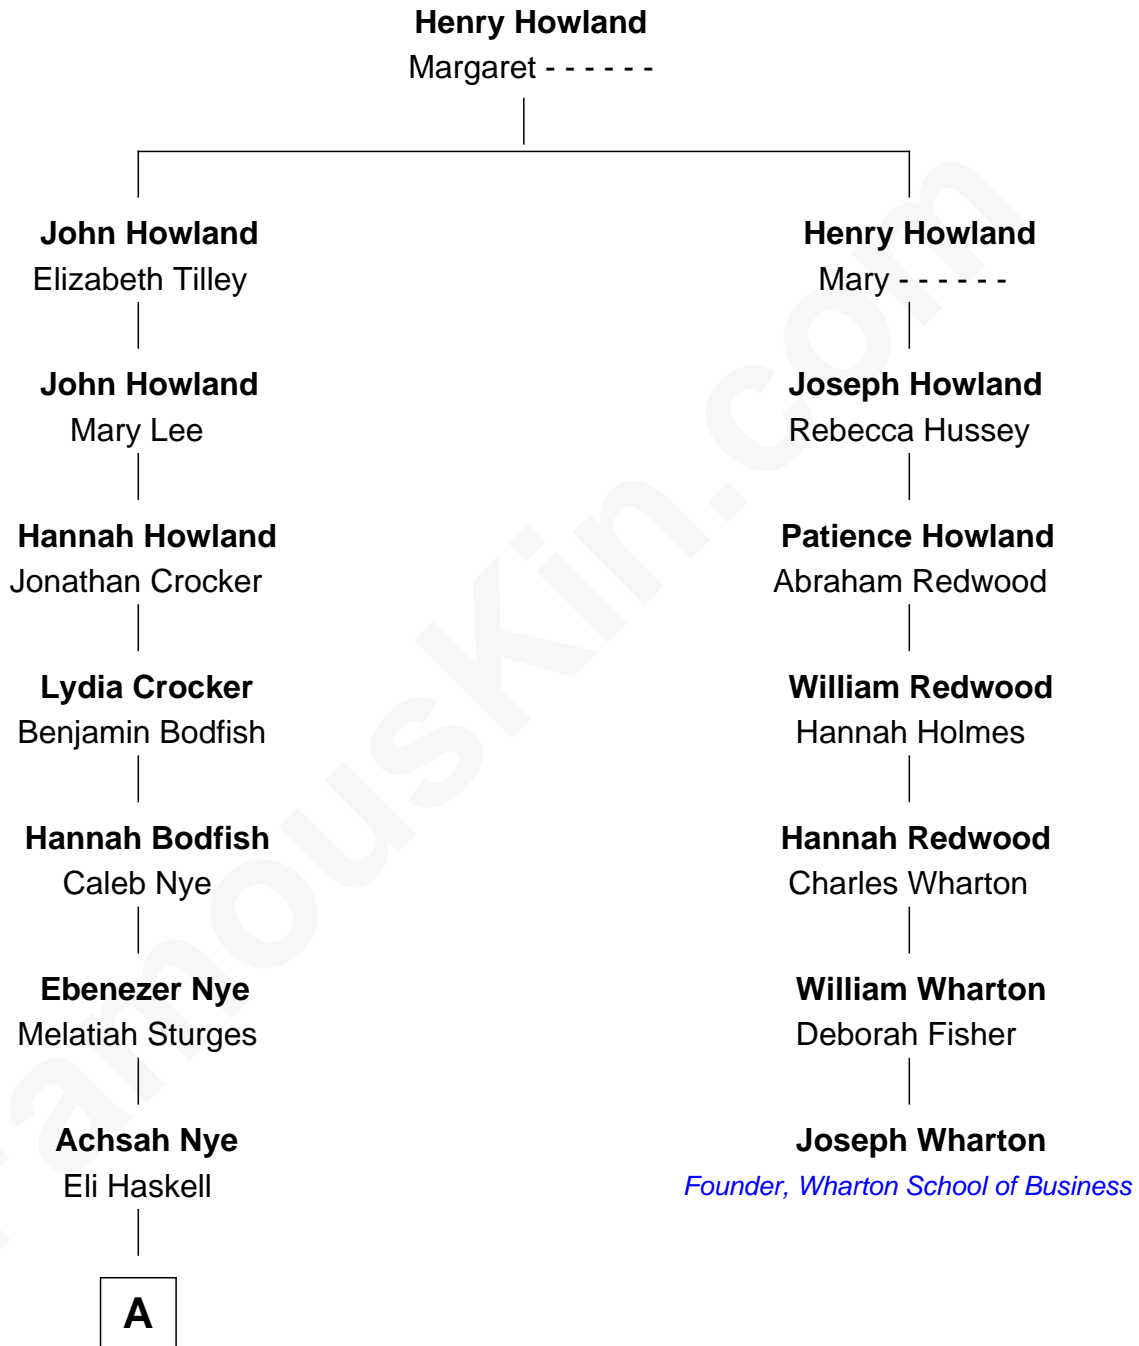 Henry Howland
Margaret - - - - - -
John Howland
Elizabeth Tilley
Henry Howland
Mary - - - - - -
John Howland
Mary Lee
Joseph Howland
Rebecca Hussey
Hannah Howland
Jonathan Crocker
Patience Howland
Abraham Redwood
Lydia Crocker
Benjamin Bodfish
William Redwood
Hannah Holmes
Hannah Bodfish
Caleb Nye
Hannah Redwood
Charles Wharton
Ebenezer Nye
Melatiah Sturges
William Wharton
Deborah Fisher
Achsah Nye
Eli Haskell
Joseph Wharton
Founder, Wharton School of Business
A
FamousKin.com